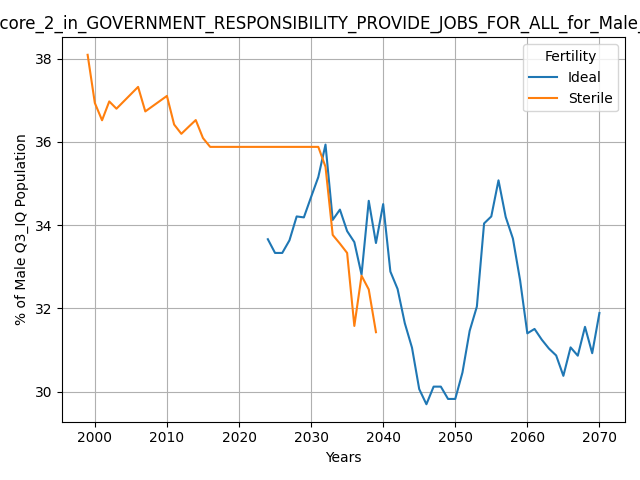 core_2_in_GOVERNMENT_RESPONSIBILITY_PROVIDE_JOBS_FOR_ALL_for_Male_
Fertility
Ideal
Sterile
% of Male Q3_IQ Population
38
36
34
32
30
2000
2010
2020
2030
2040
2050
2060
2070
Years